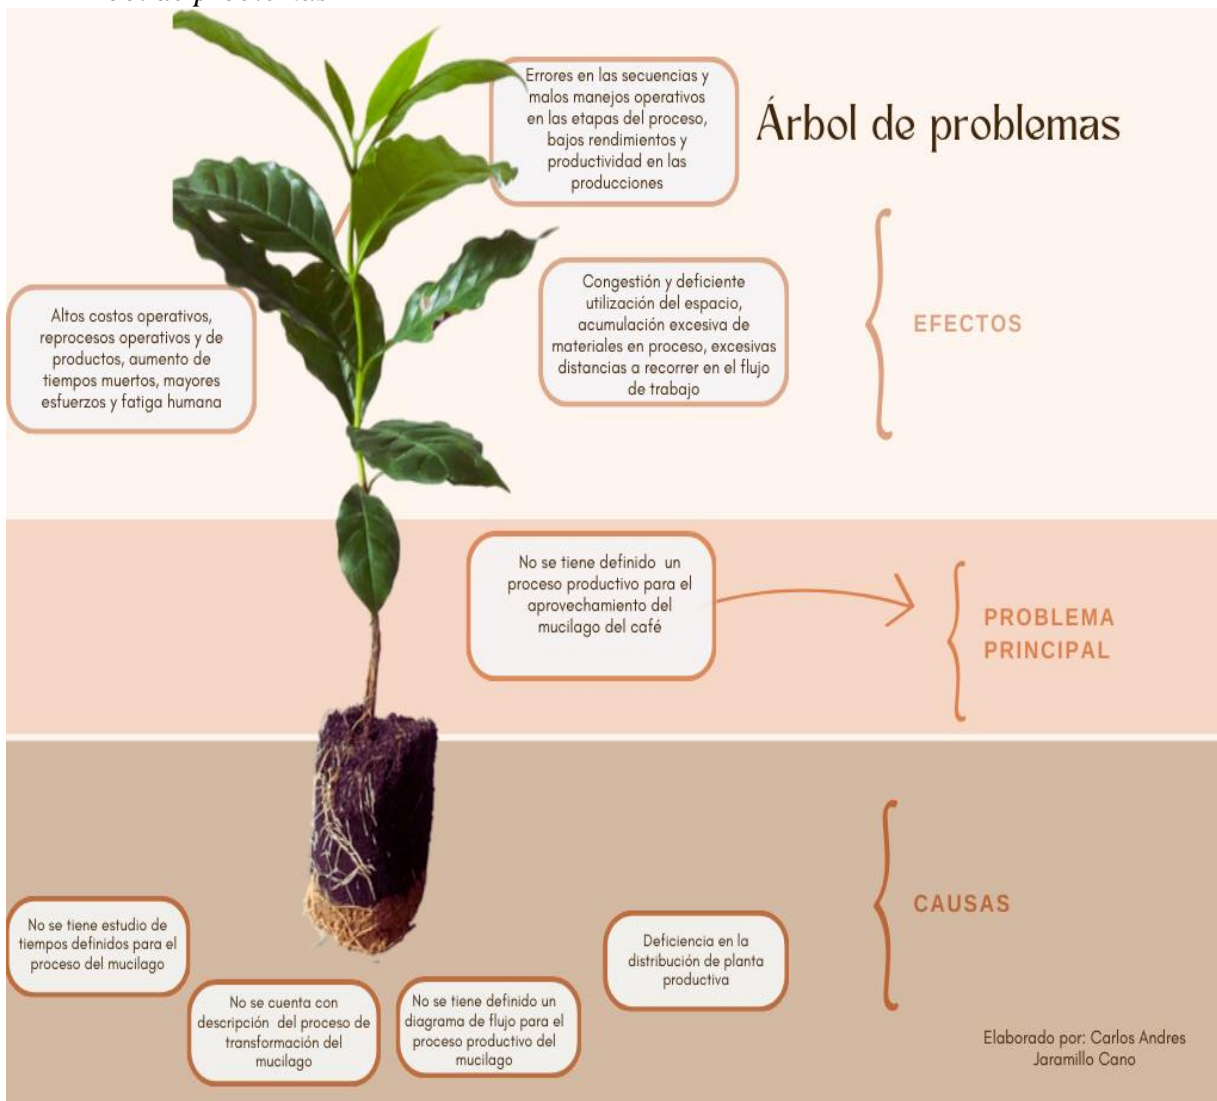 Errores en las secuencias y
malos manejos operativos
en las etapas del proceso,
bajos rendimientos y
productividad en las
producciones
Árbol de problemas
Altos costos operativos,
reprocesos operativos y de
productos, aumento de
tiempos muertos, mayores
esfuerzos y fatiga humana
Congestión y deficiente
utilización del espacio,
acumulación excesiva de
materiales en proceso, excesivas
distancias a recorrer en el flujo
de trabajo
EFECTOS
No se tiene definido un
proceso productivo para el
aprovechamiento del
mucilago del café
PROBLEMA
PRINCIPAL
No se tiene estudio de
tiempos definidos para el
proceso del mucilago
No se cuenta con
descripción del proceso de
transformación del
mucilago
No se tiene definido un
diagrama de flujo para el
proceso productivo del
mucilago
Deficiencia en la
distribución de planta
productiva
CAUSAS
Elaborado por: Carlos Andres
Jaramillo Cano